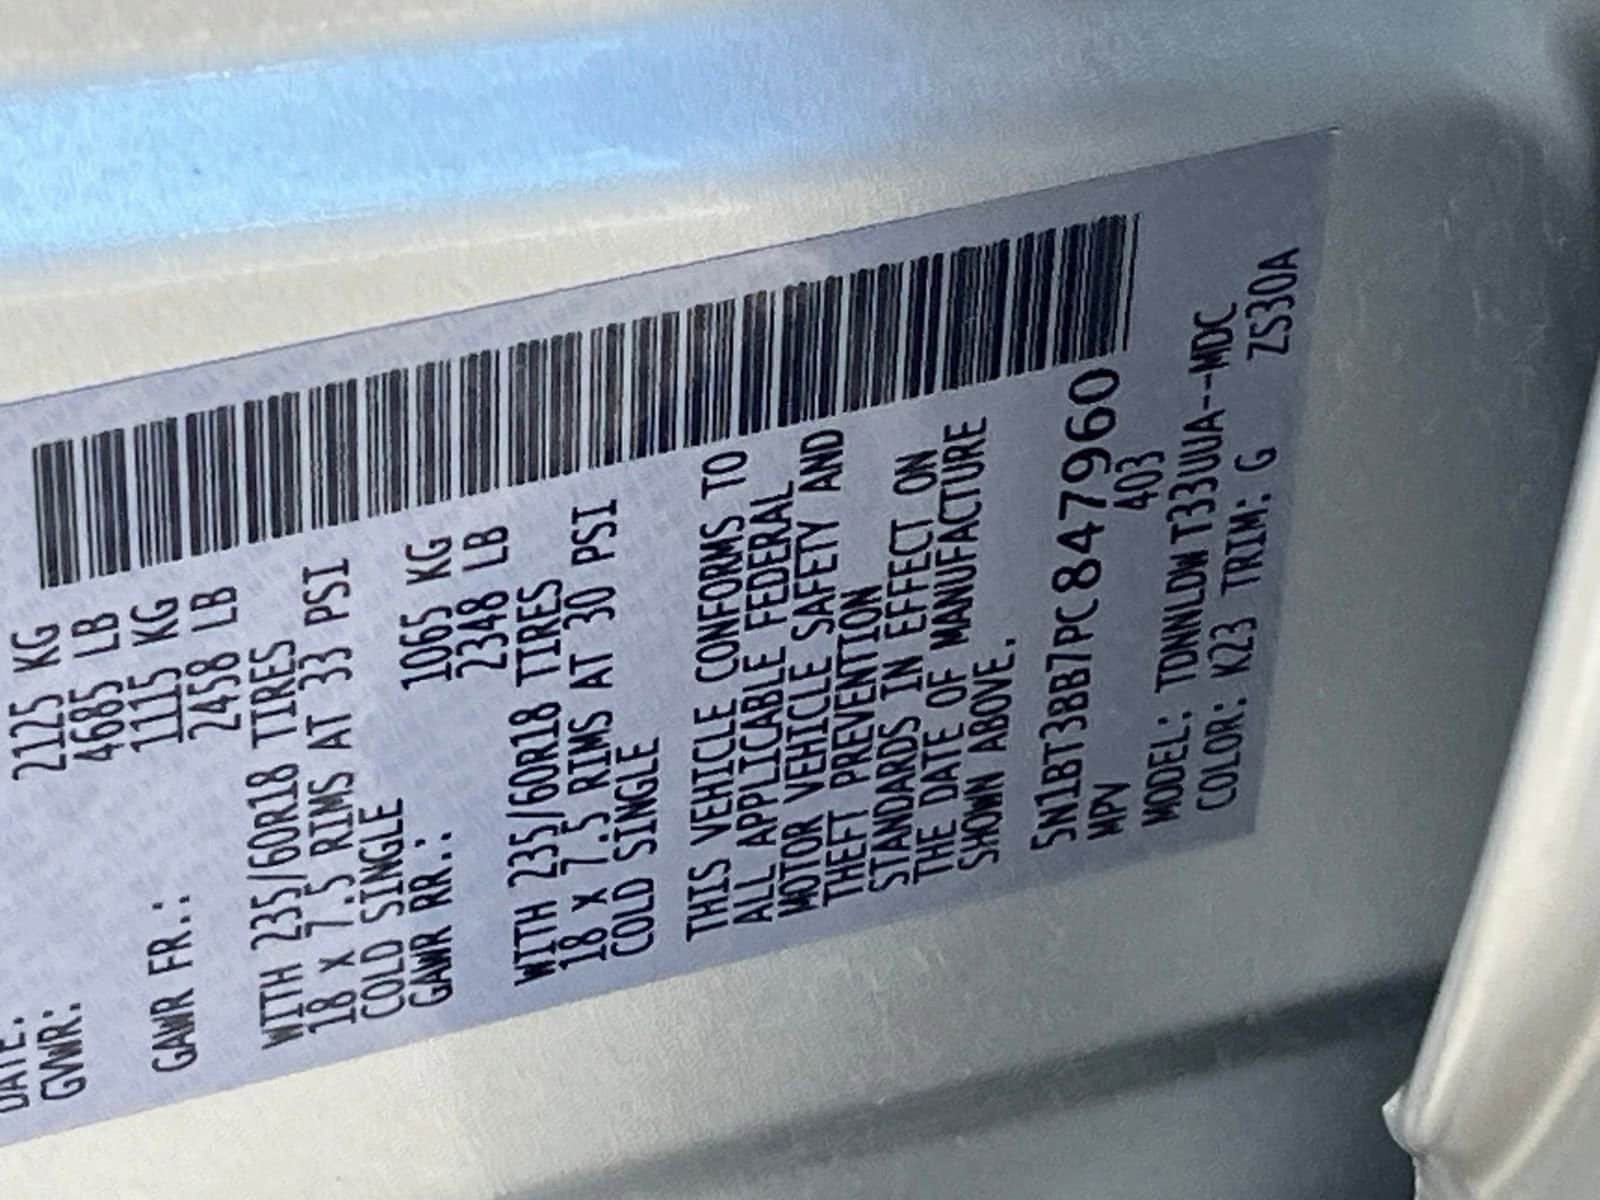 DATE:
GVWR: 2125 KG
4685 LB
GAWR FR.: 1115 KG
2458 LB
WITH 235/60R18 TIRES
18 X 7.5 RIMS AT 33 PSI
COLD SINGLE
GAWR RR.: 1065 KG
2348 LB
WITH 235/60R18 TIRES
18 X 7.5 RIMS AT 30 PSI
COLD SINGLE
THIS VEHICLE CONFORMS TO
ALL APPLICABLE FEDERAL
MOTOR VEHICLE SAFETY AND
THEFT PREVENTION
STANDARDS IN EFFECT ON
THE DATE OF MANUFACTURE
SHOWN ABOVE.
5N1BT3BB7PC847960
MPV 403
MODEL: TDNNLDW T33UUA--MDC
COLOR: K23 TRIM: G ZS30A